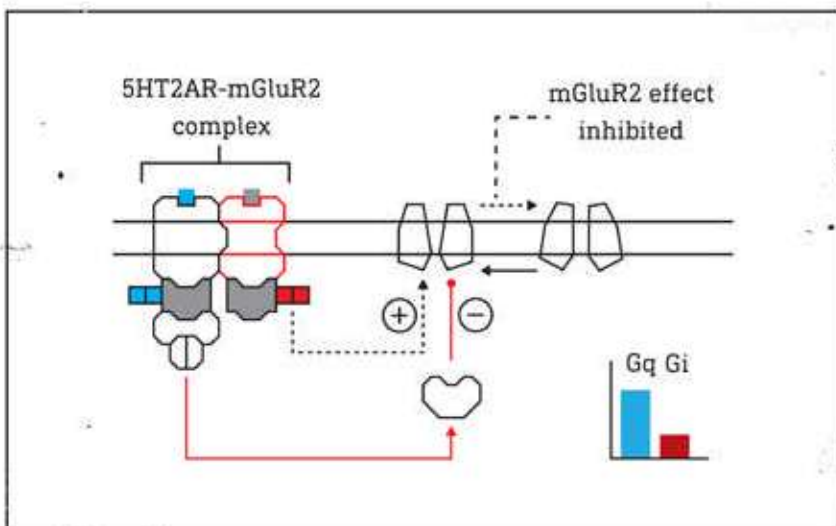 5HT2AR-mGluR2
complex
mGluR2 effect
inhibited
+
−
Gq Gi